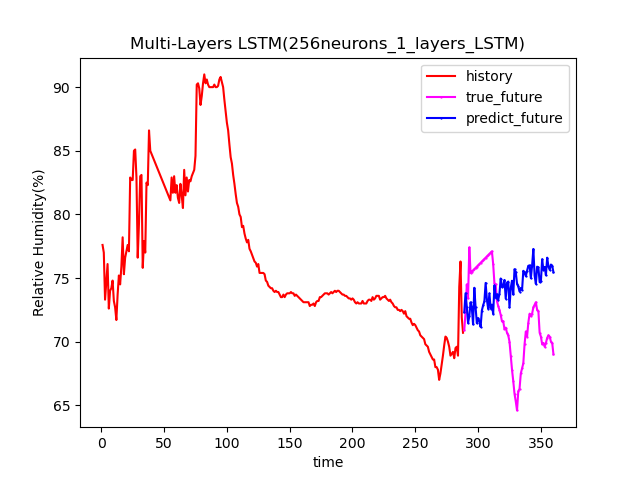 Multi-Layers LSTM(256neurons_1_layers_LSTM)
history
true_future
predict_future
Relative Humidity(%)
90
85
80
75
70
65
0 50 100 150 200 250 300 350
time